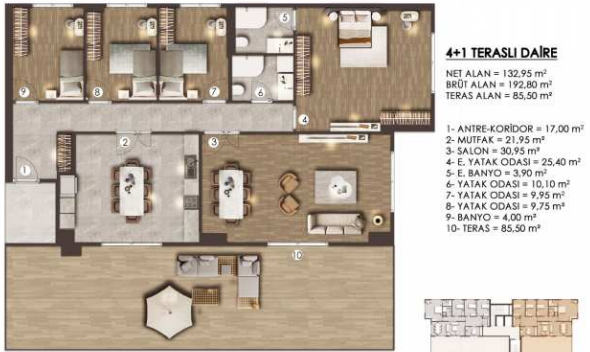 4+1 TERASLI DAİRE
NET ALAN = 132,95 m²
BRÜT ALAN = 192,80 m²
TERAS ALAN = 85,50 m²
1- ANTRE-KORİDOR = 17,00 m²
2- MUTFAK = 21,95 m²
3- SALON = 30,95 m²
4- E. YATAK ODASI = 25,40 m²
5- E. BANYO = 3,90 m²
6- YATAK ODASI = 10,10 m²
7- YATAK ODASI = 9,95 m²
8- YATAK ODASI = 9,75 m²
9- BANYO = 4,00 m²
10- TERAS = 85,50 m²
5
9
8
7
6
4
2
3
1
10